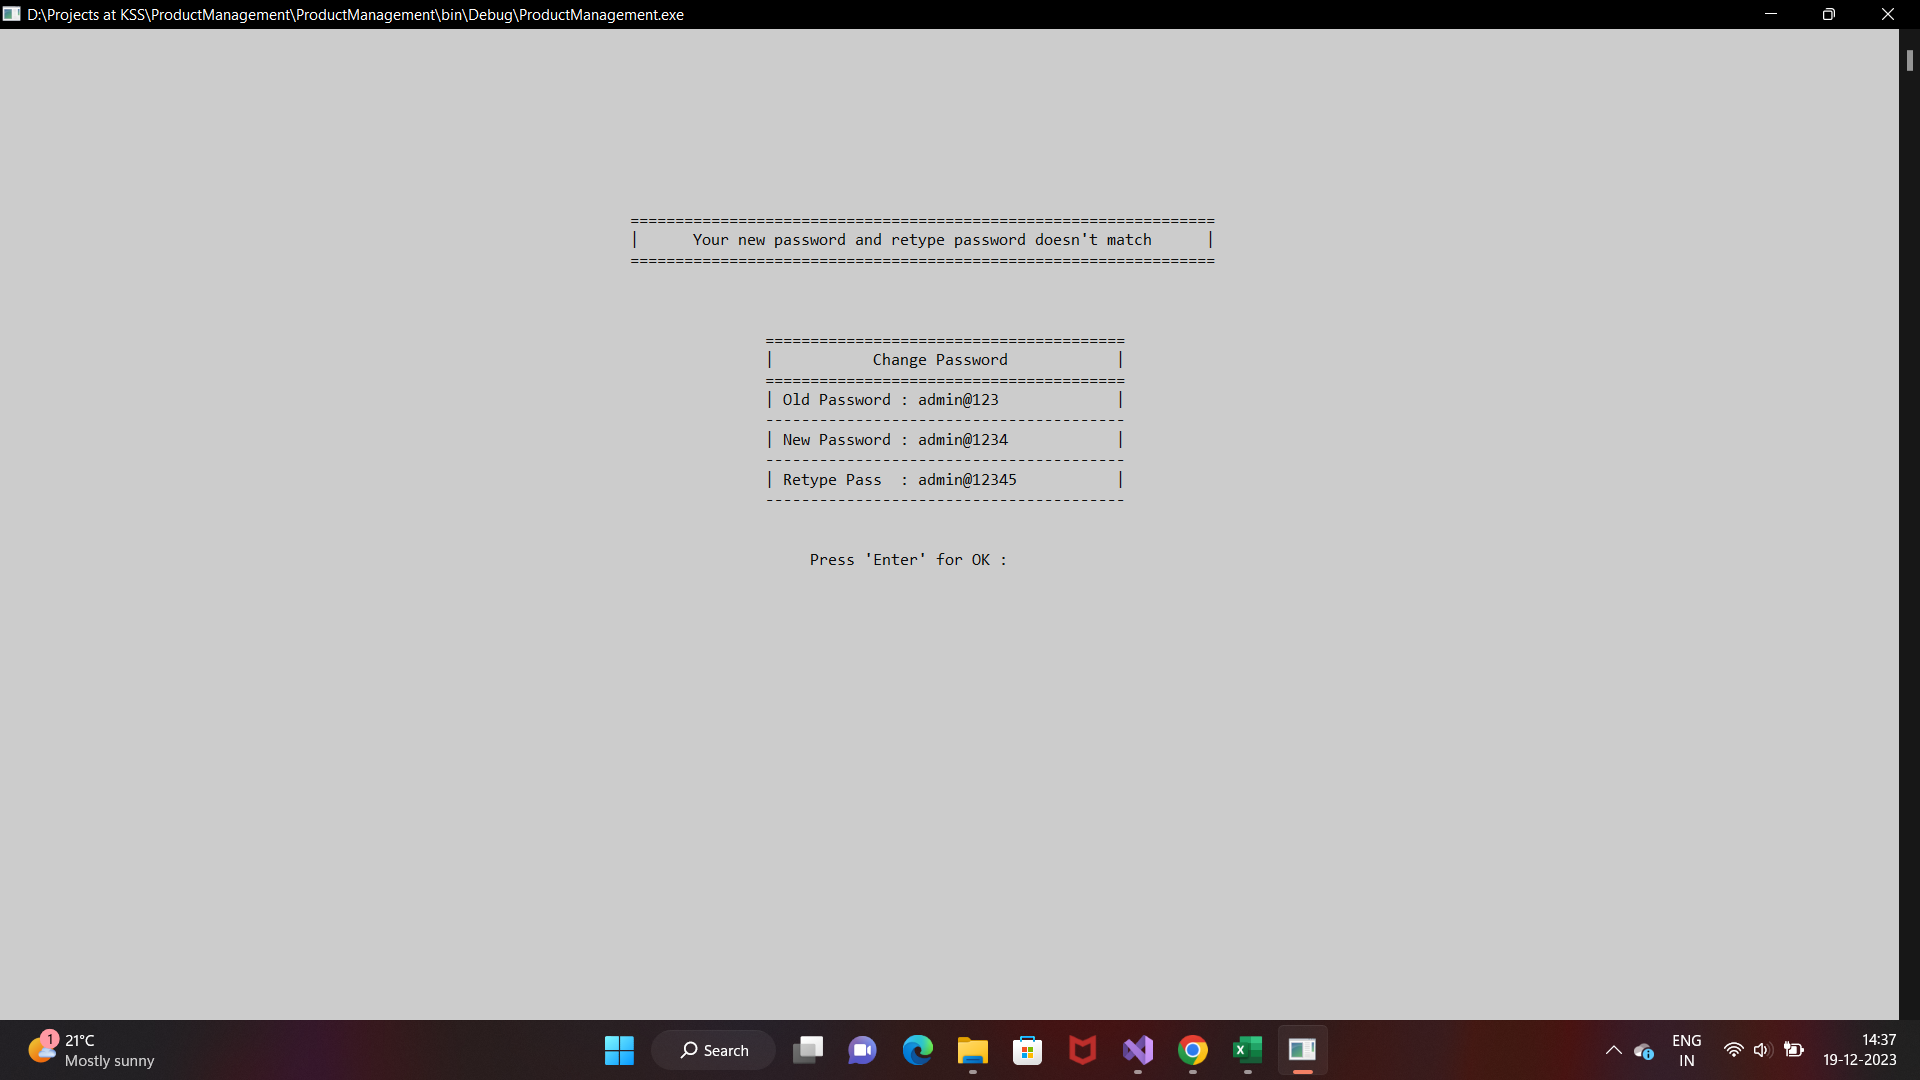 D:\Projects at KSS\ProductManagement\ProductManagement\bin\Debug\ProductManagement.exe
=================================================================
|      Your new password and retype password doesn't match      |
=================================================================
========================================
|           Change Password            |
========================================
| Old Password : admin@123             |
----------------------------------------
| New Password : admin@1234            |
----------------------------------------
| Retype Pass  : admin@12345           |
----------------------------------------
Press 'Enter' for OK :
1
21°C
Mostly sunny
Search
ENG
IN
14:37
19-12-2023